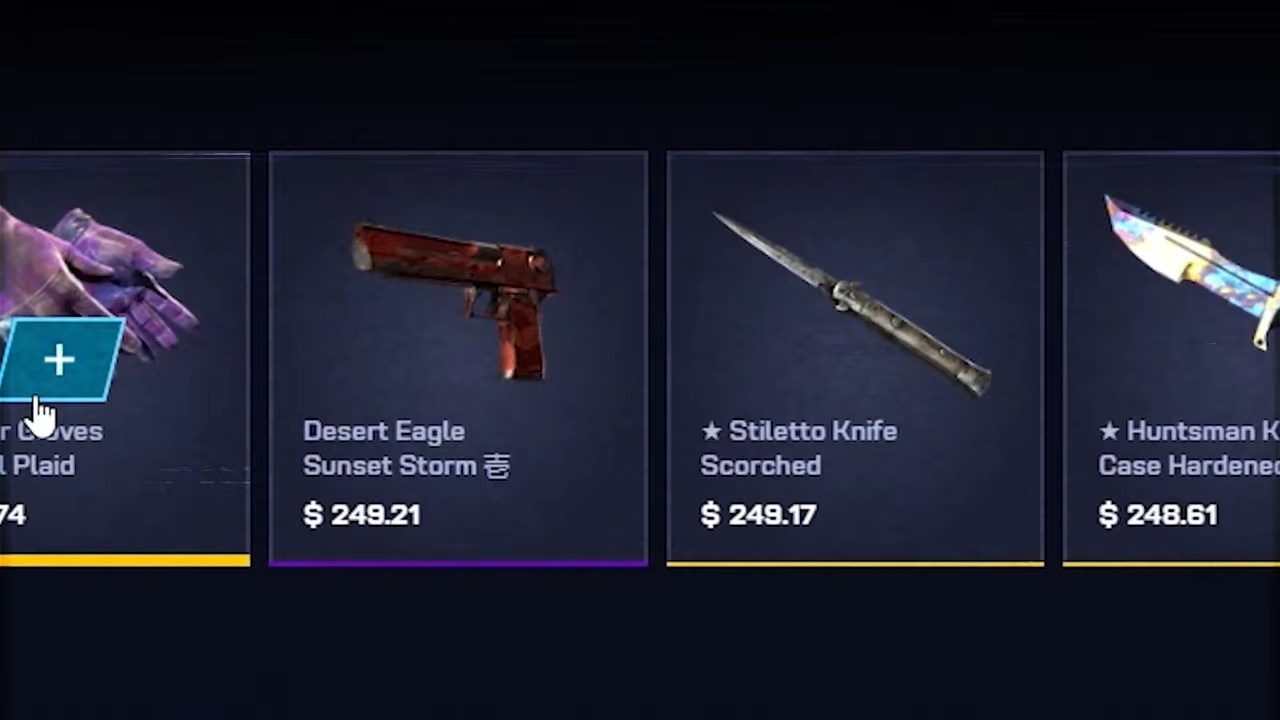 r Gloves
l Plaid
74
Desert Eagle
Sunset Storm 壱
$ 249.21
★ Stiletto Knife
Scorched
$ 249.17
★ Huntsman K
Case Hardened
$ 248.61